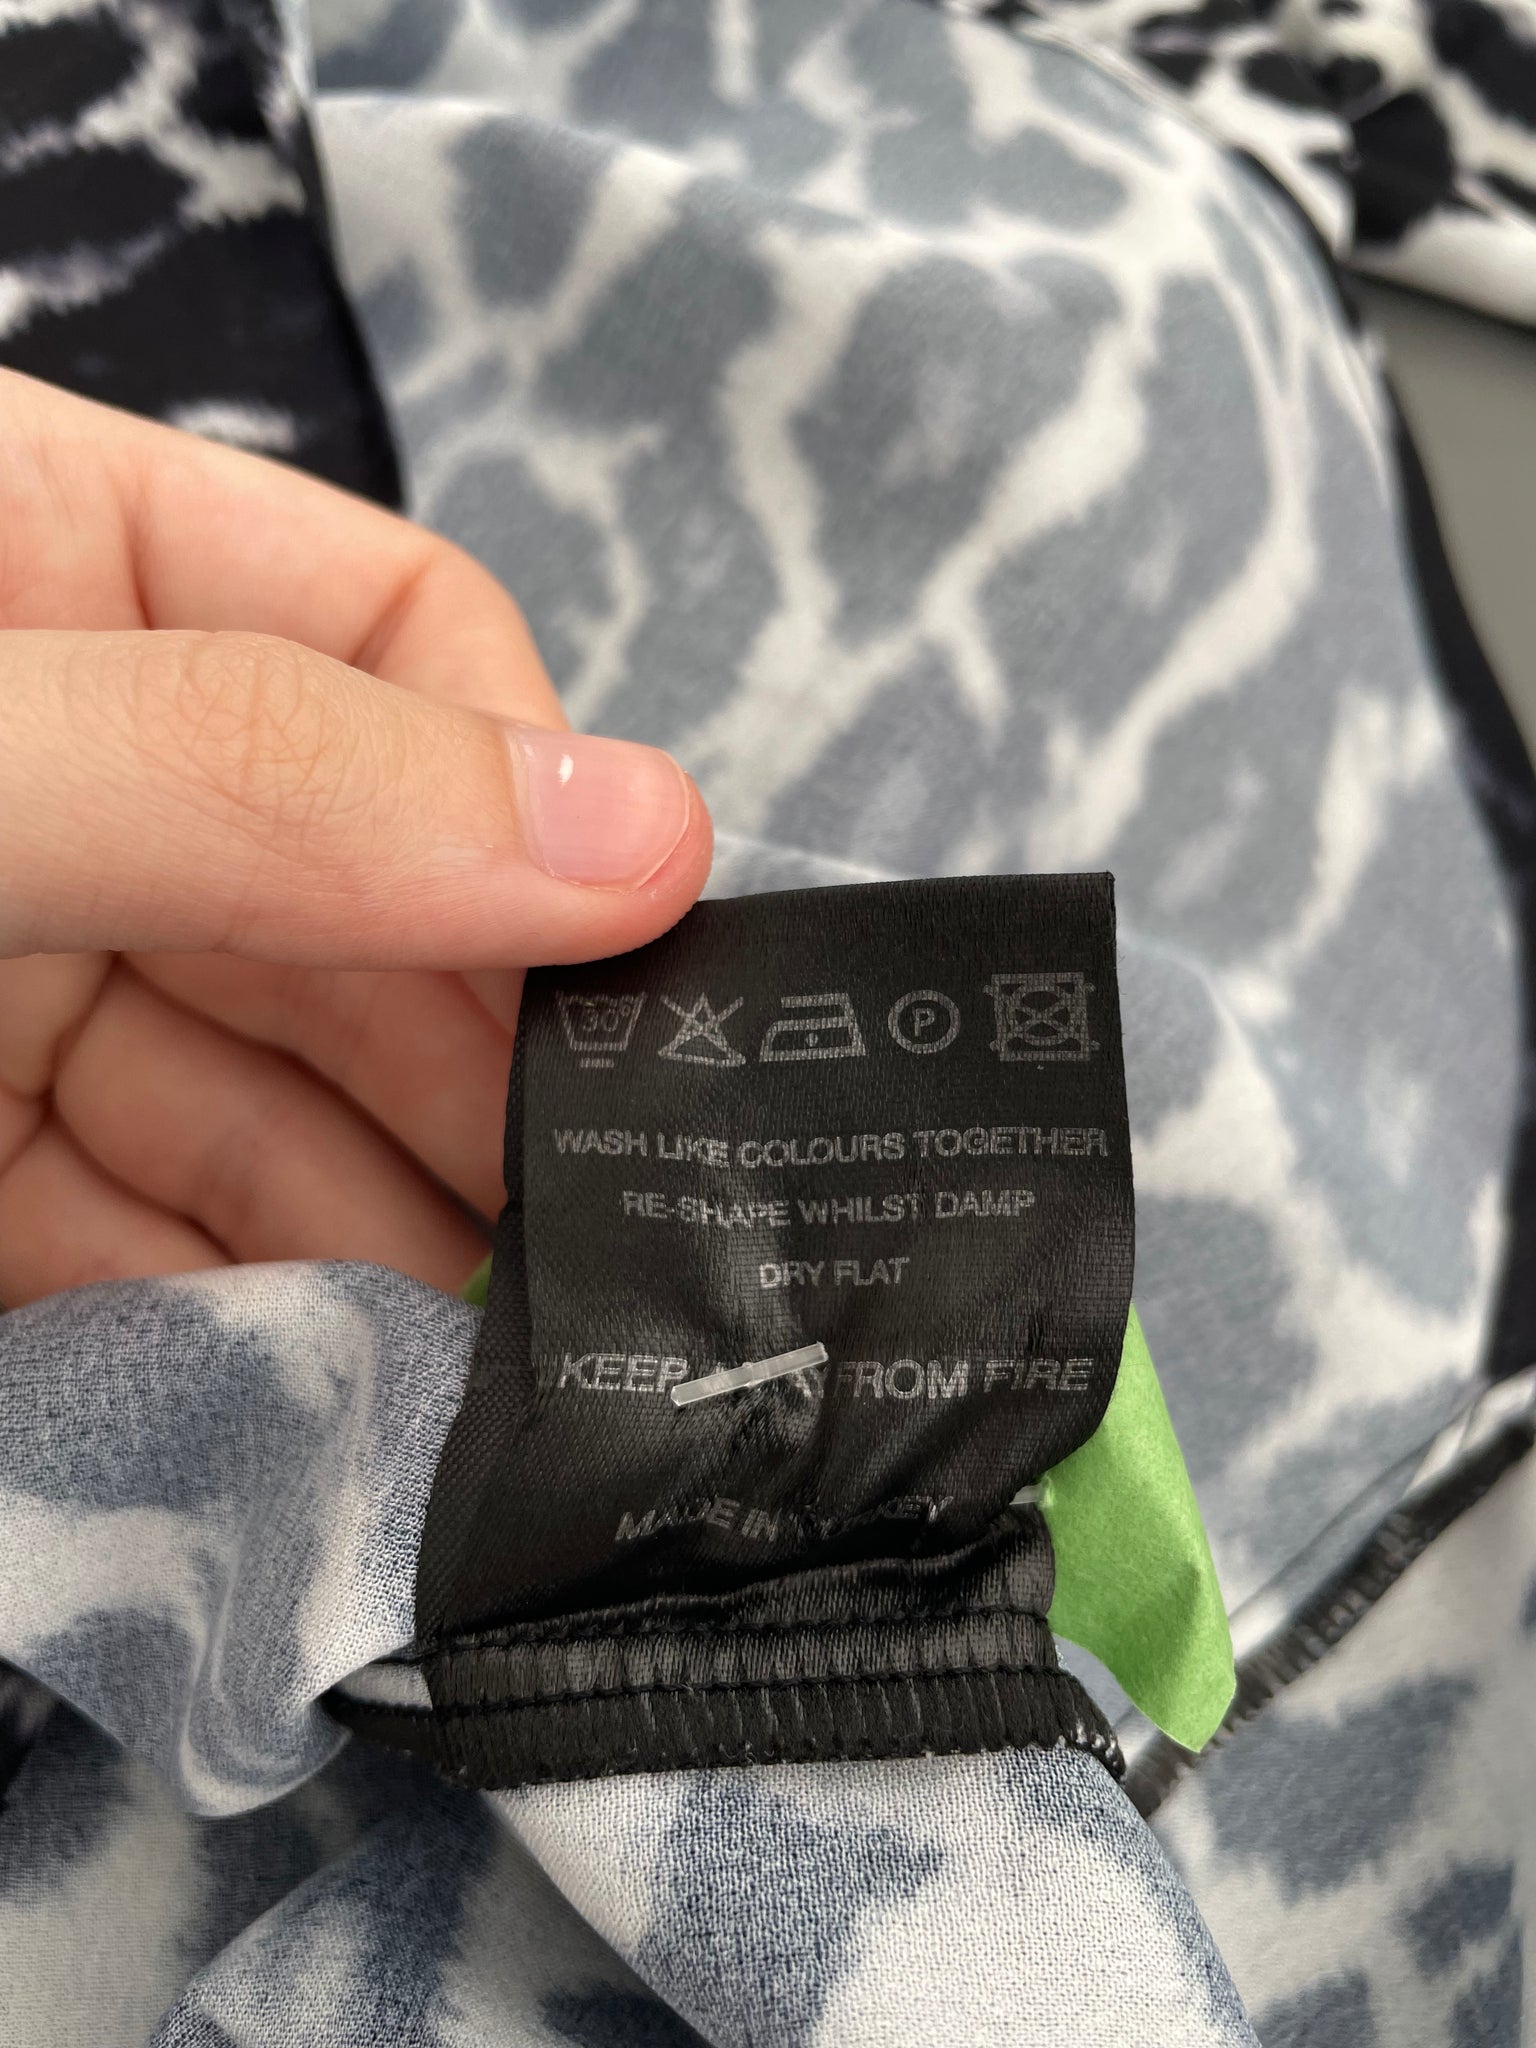 30°
P
WASH LIKE COLOURS TOGETHER
RE-SHAPE WHILST DAMP
DRY FLAT
KEEP FROM FIRE
MADE IN